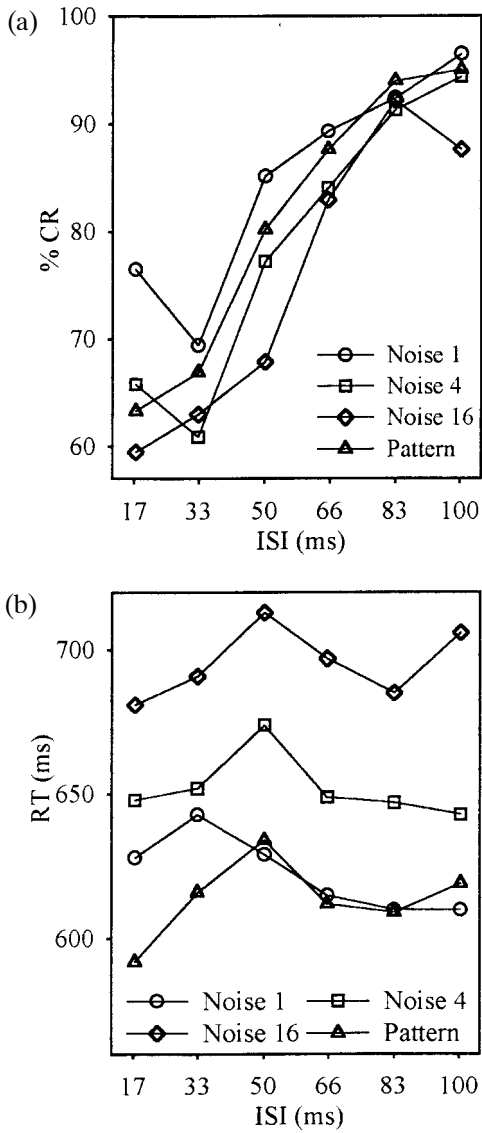 (a)
100
90
80
70
60
% CR
Noise 1
Noise 4
Noise 16
Pattern
17 33 50 66 83 100
ISI (ms)
(b)
700
650
600
RT (ms)
Noise 1 Noise 4
Noise 16 Pattern
17 33 50 66 83 100
ISI (ms)